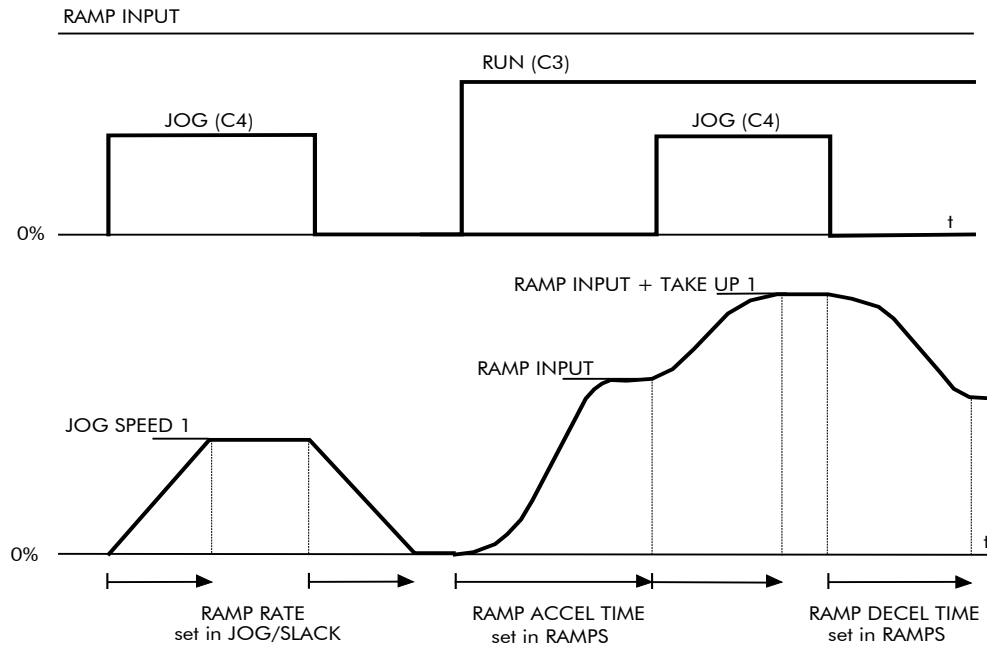 RAMP INPUT
RUN (C3)
JOG (C4)
JOG (C4)
t
0%
RAMP INPUT + TAKE UP 1
RAMP INPUT
JOG SPEED 1
0%
t
RAMP RATE
set in JOG/SLACK
RAMP ACCEL TIME
set in RAMPS
RAMP DECEL TIME
set in RAMPS